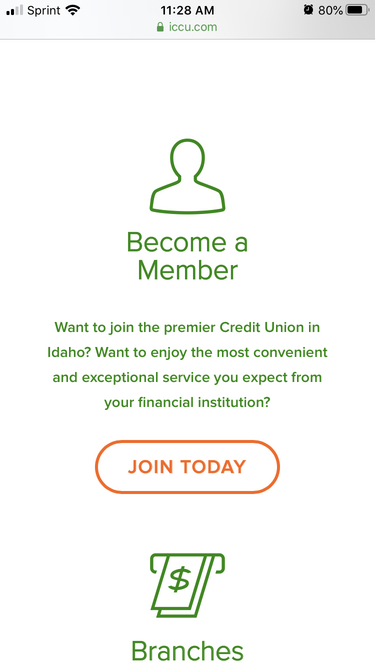 Sprint 11:28 AM 80%
iccu.com
Become a
Member
Want to join the premier Credit Union in
Idaho? Want to enjoy the most convenient
and exceptional service you expect from
your financial institution?
JOIN TODAY
$
Branches